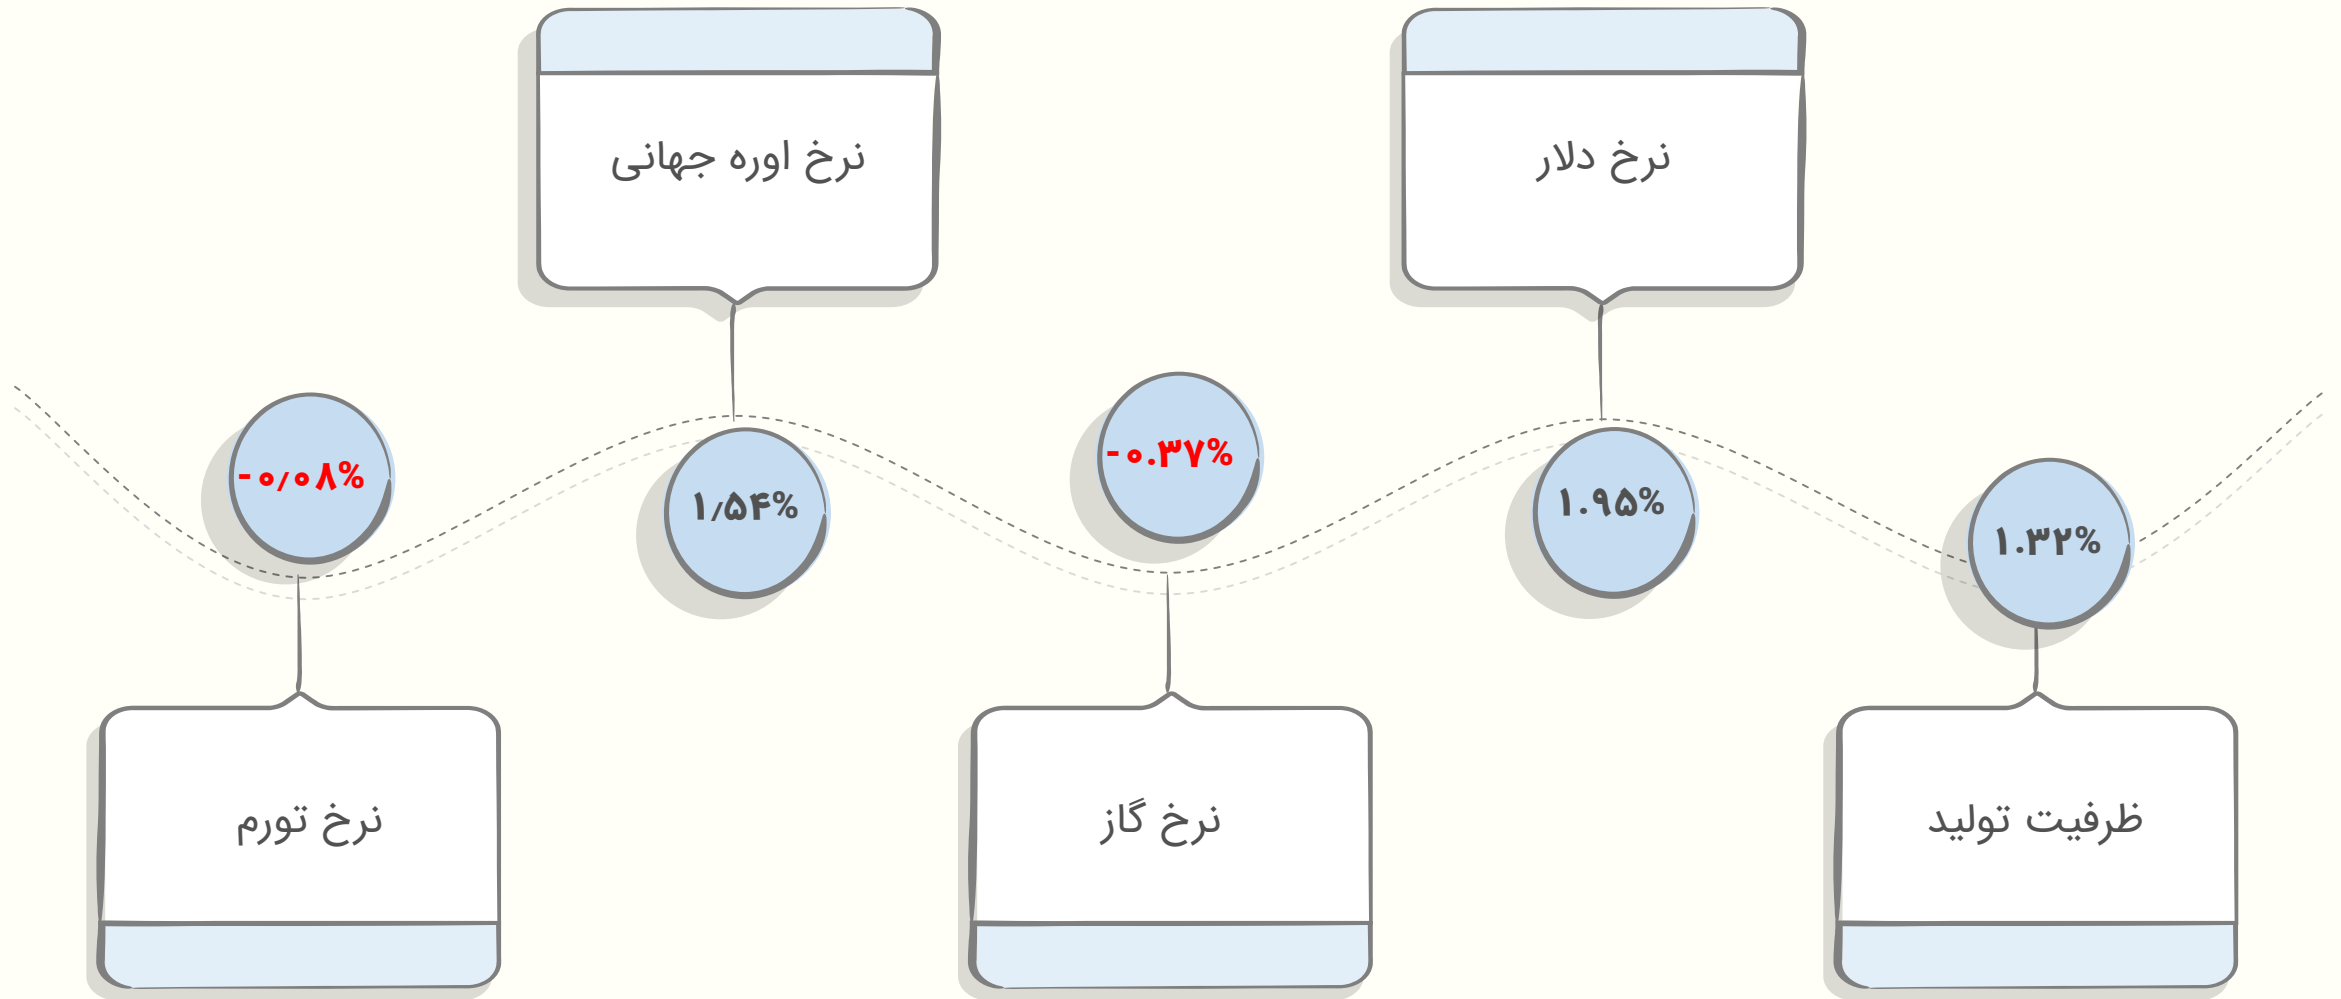 نرخ اوره جهانی
نرخ دلار
-۰٫۰۸%
۱٫۵۴%
-۰.۳۷%
۱.۹۵%
۱.۳۲%
نرخ تورم
نرخ گاز
ظرفیت تولید